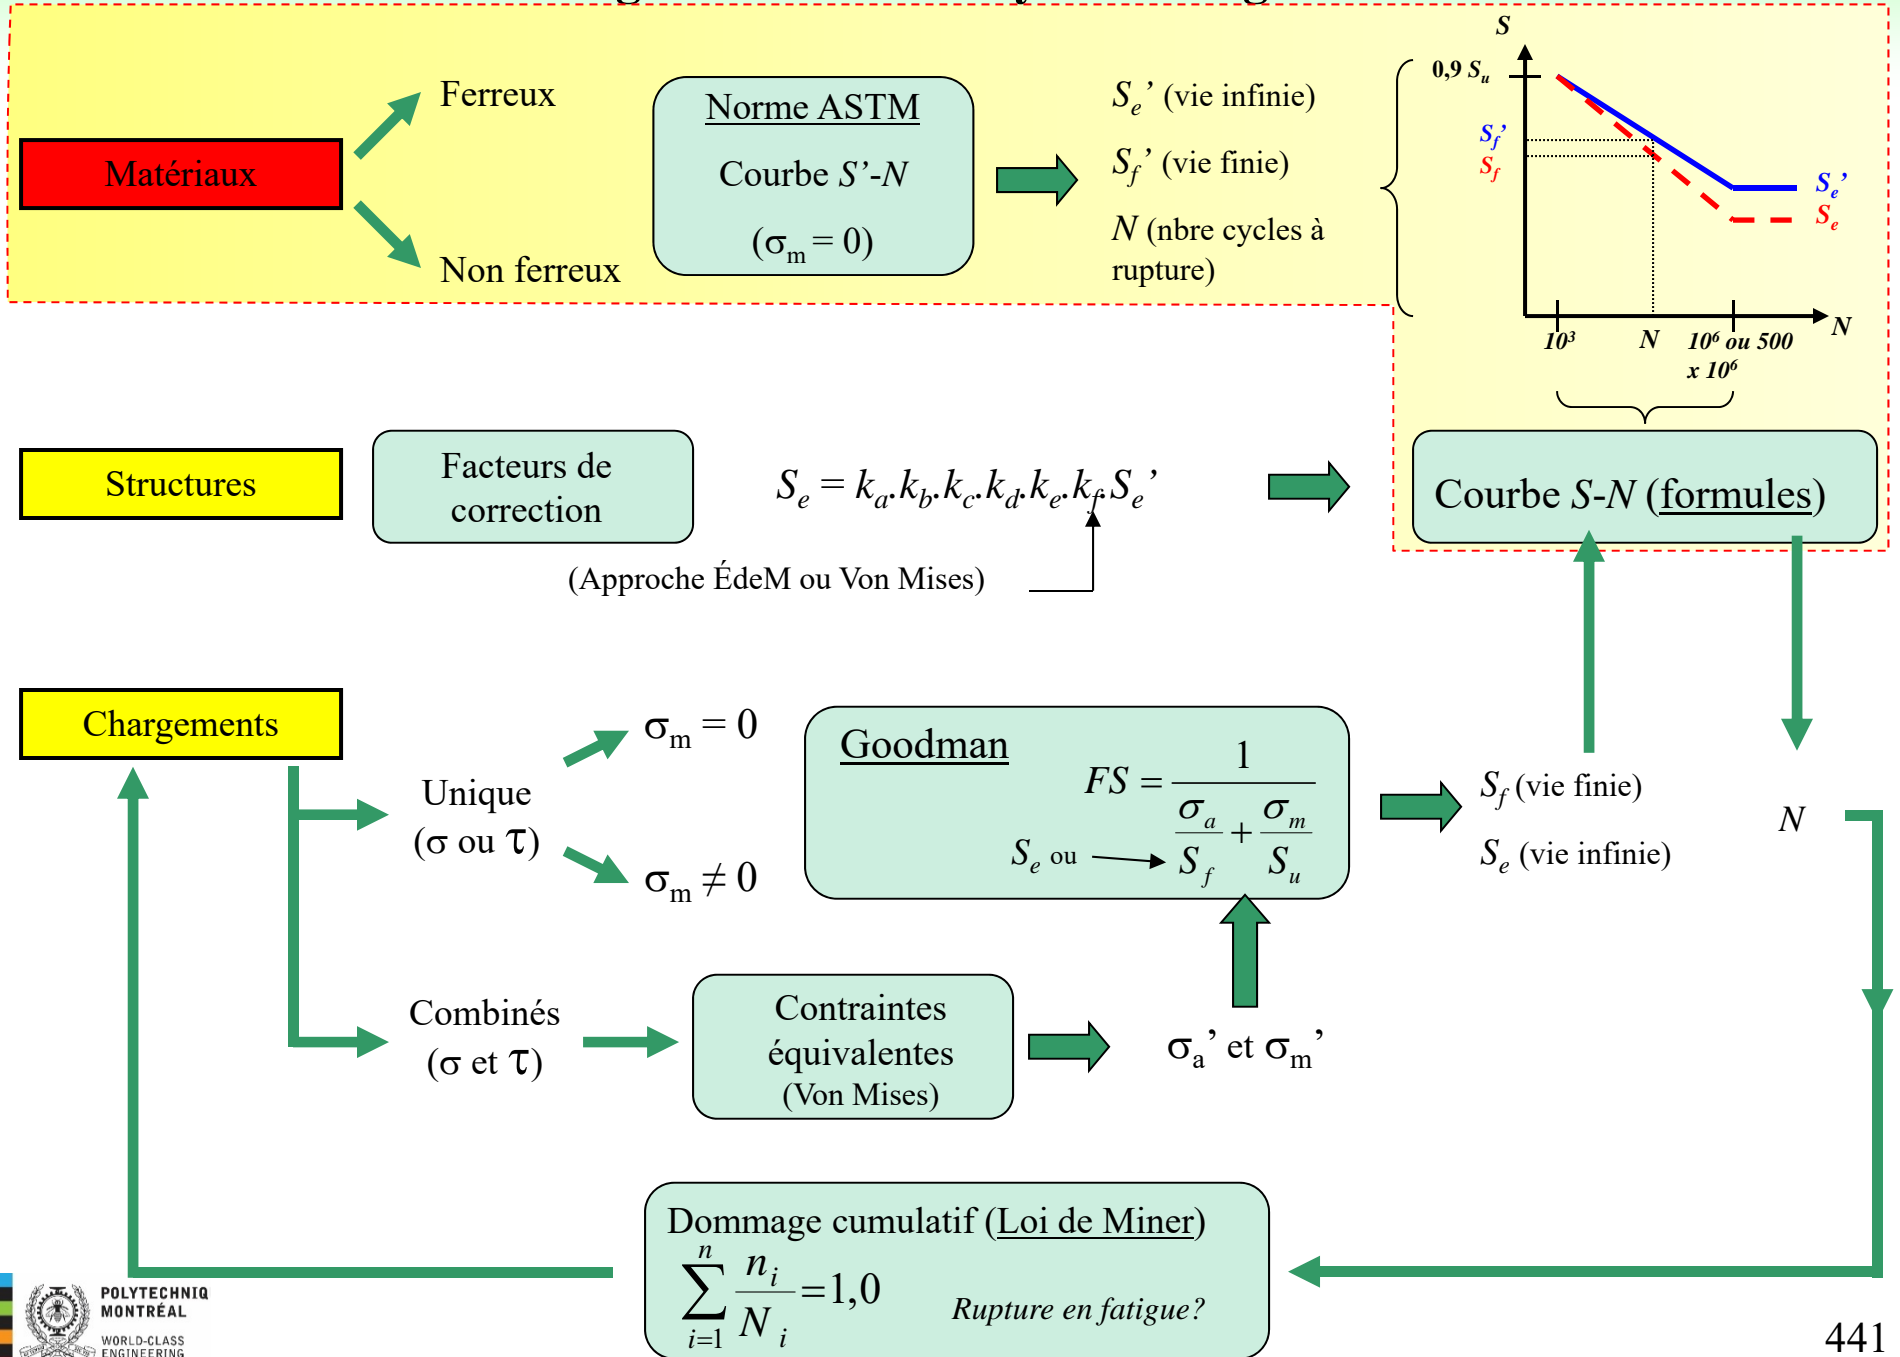 Matériaux
Ferreux
Non ferreux
Norme ASTM
Courbe S’-N
(σm = 0)
Se’ (vie infinie)
Sf’ (vie finie)
N (nbre cycles à
rupture)
S
0,9 Su
Sf’
Sf
Se’
Se
10³
N
10⁶ ou 500
x 10⁶
N
Structures
Facteurs de
correction
Se = ka.kb.kc.kd.ke.kf.Se’
(Approche ÉdeM ou Von Mises)
Courbe S-N (formules)
Chargements
Unique
(σ ou τ)
σm = 0
σm ≠ 0
Goodman
FS = 1 / (σa/Sf + σm/Su)
Se ou
Sf (vie finie)
Se (vie infinie)
N
Combinés
(σ et τ)
Contraintes
équivalentes
(Von Mises)
σa’ et σm’
Dommage cumulatif (Loi de Miner)
∑ i=1 n ni/Ni = 1,0
Rupture en fatigue?
POLYTECHNIQ
MONTRÉAL
WORLD-CLASS
ENGINEERING
441